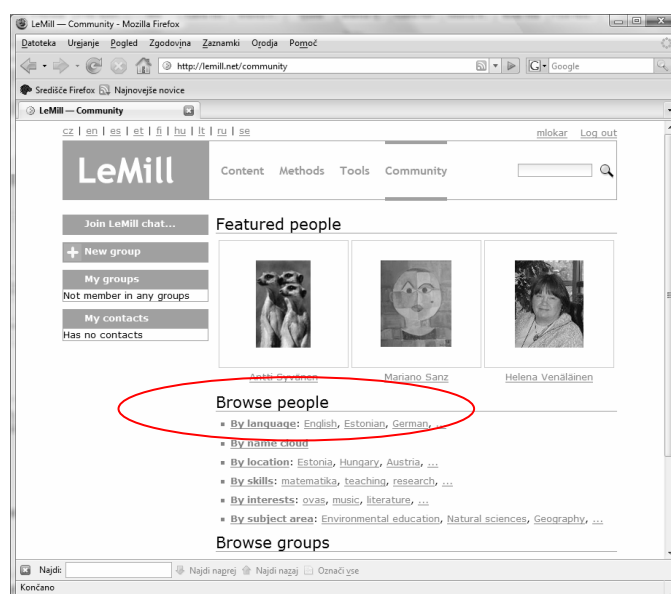 LeMill — Community - Mozilla Firefox
Datoteka Urejanje Pogled Zgodovina Zaznamki Orodja Pomoč
http://lemill.net/community
G Google
Središče Firefox Najnovejše novice
LeMill — Community
cz | en | es | et | fi | hu | lt | ru | se
mlokar Log out
LeMill Content Methods Tools Community
Join LeMill chat...
New group
My groups
Not member in any groups
My contacts
Has no contacts
Featured people
Antti Syvänen Mariano Sanz Helena Venäläinen
Browse people
By language: English, Estonian, German, ...
By name cloud
By location: Estonia, Hungary, Austria, ...
By skills: matematika, teaching, research, ...
By interests: ovas, music, literature, ...
By subject area: Environmental education, Natural sciences, Geography, ...
Browse groups
Najdi: Najdi naprej Najdi nazaj Označi vse
Končano